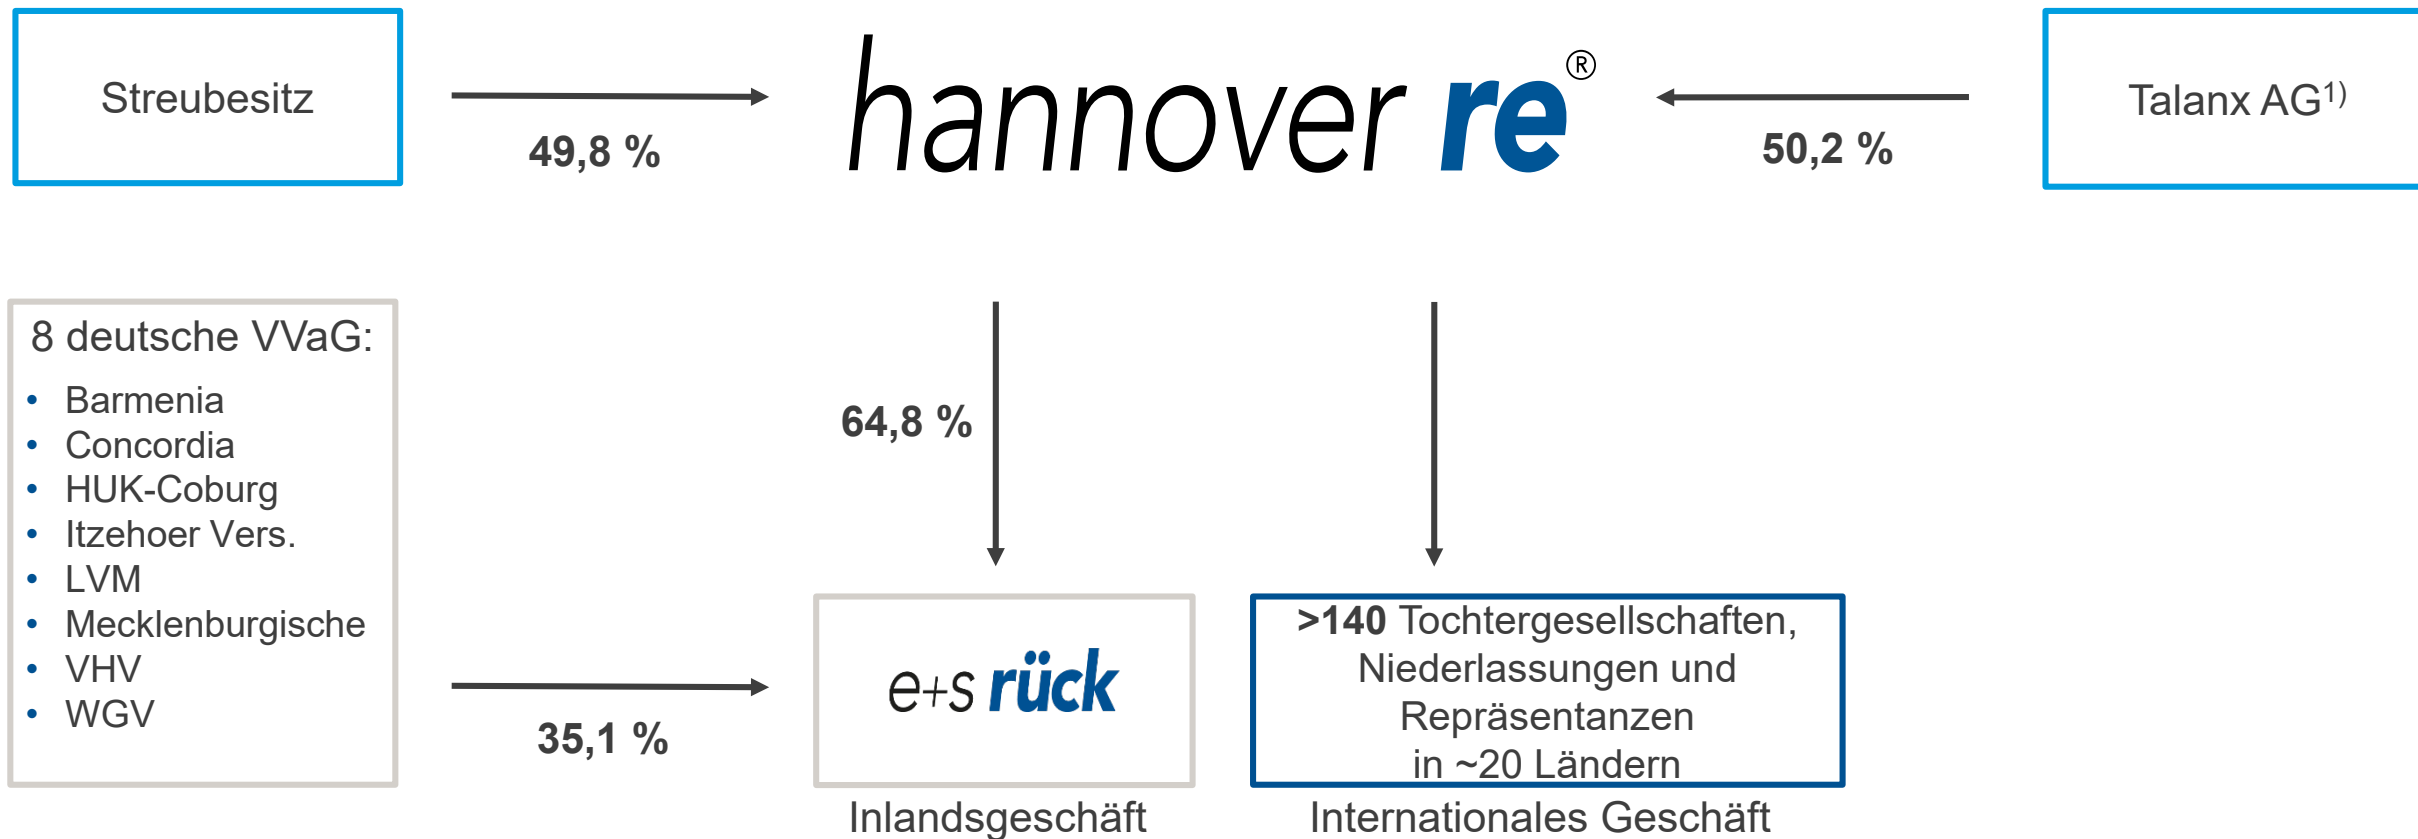 Streubesitz
49,8 %
hannover re®
50,2 %
Talanx AG¹⁾
8 deutsche VVaG:
• Barmenia
• Concordia
• HUK-Coburg
• Itzehoer Vers.
• LVM
• Mecklenburgische
• VHV
• WGV
64,8 %
35,1 %
e+s rück
Inlandsgeschäft
>140 Tochtergesellschaften,
Niederlassungen und
Repräsentanzen
in ~20 Ländern
Internationales Geschäft